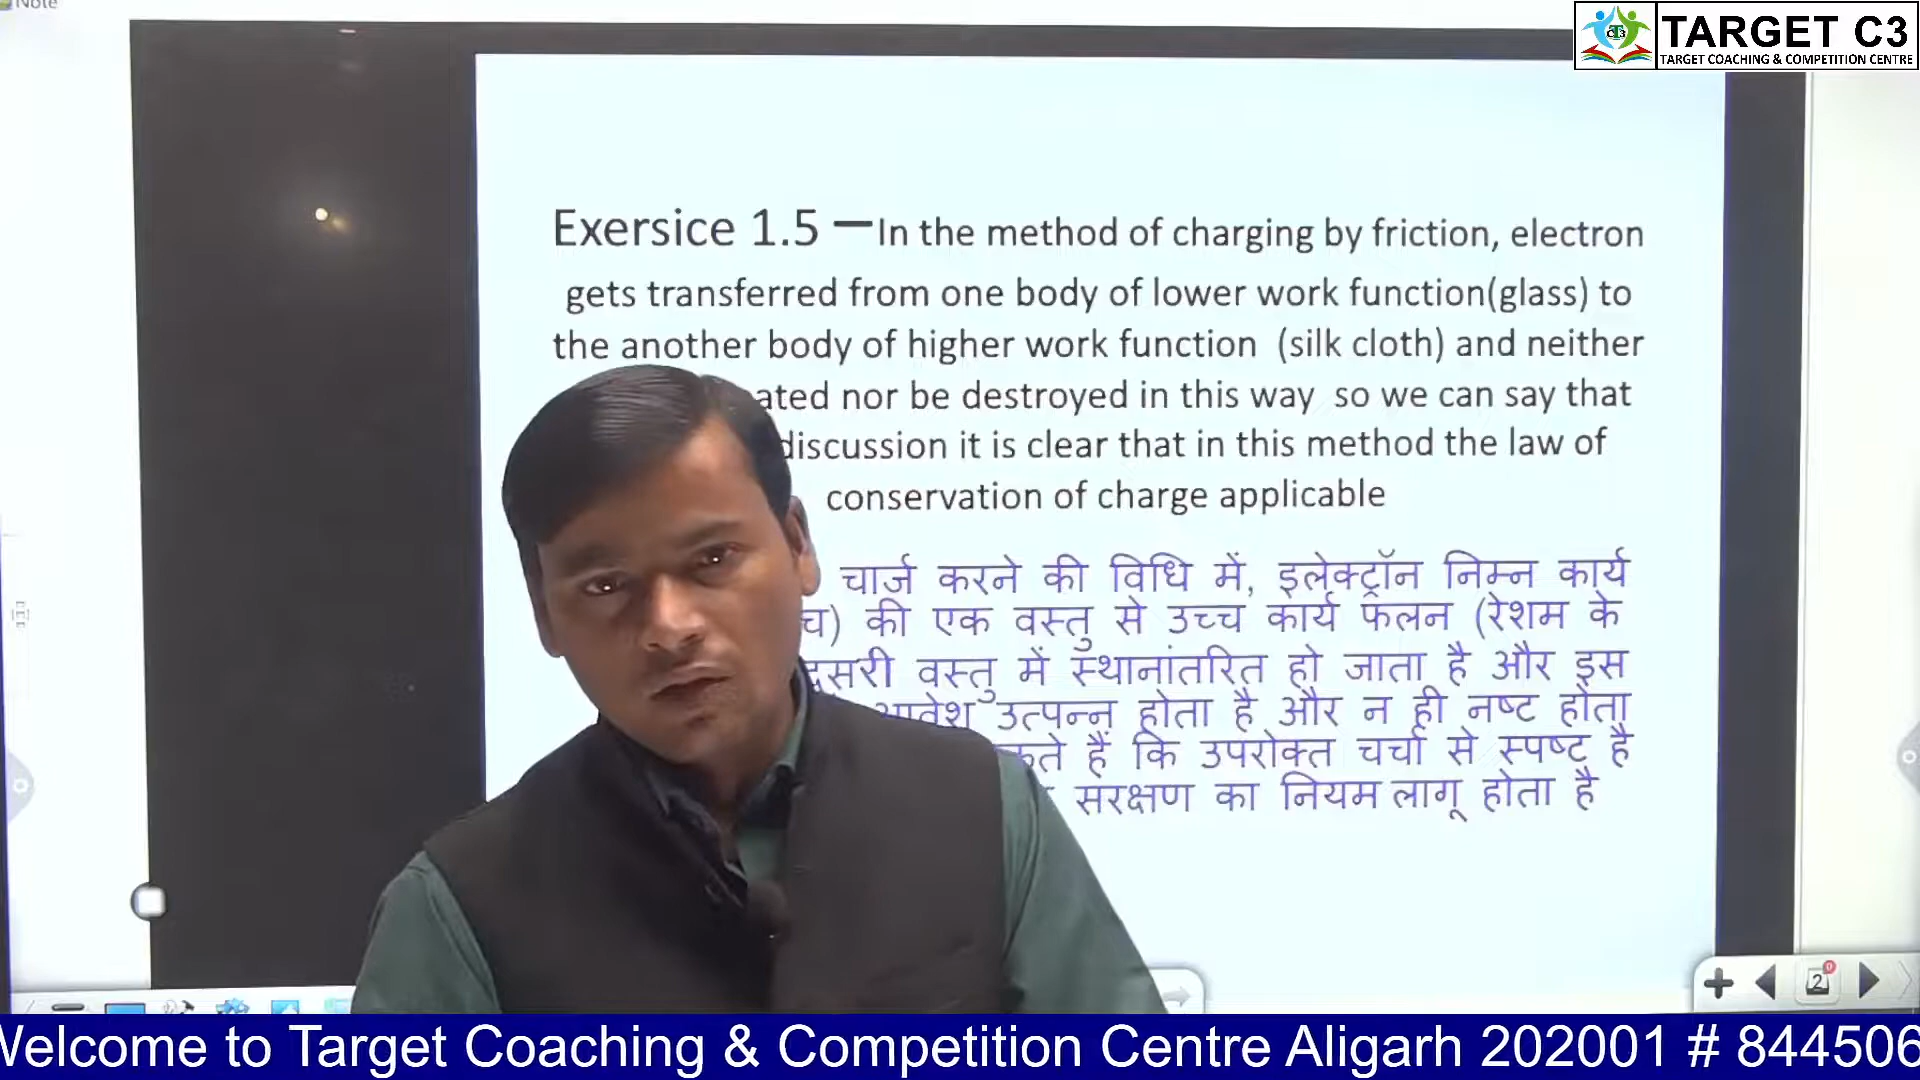 Note
TARGET C3
TARGET COACHING & COMPETITION CENTRE
Exersice 1.5 –In the method of charging by friction, electron
gets transferred from one body of lower work function(glass) to
the another body of higher work function (silk cloth) and neither
nor be destroyed in this way so we can say that
discussion it is clear that in this method the law of
conservation of charge applicable
चार्ज करने की विधि में, इलेक्ट्रॉन निम्न कार्य
की एक वस्तु से उच्च कार्य फलन (रेशम के
वस्तु में स्थानांतरित हो जाता है और इस
उत्पन्न होता है और न ही नष्ट होता
हैं कि उपरोक्त चर्चा से स्पष्ट है
सरक्षण का नियम लागू होता है
2
Welcome to Target Coaching & Competition Centre Aligarh 202001 # 844506